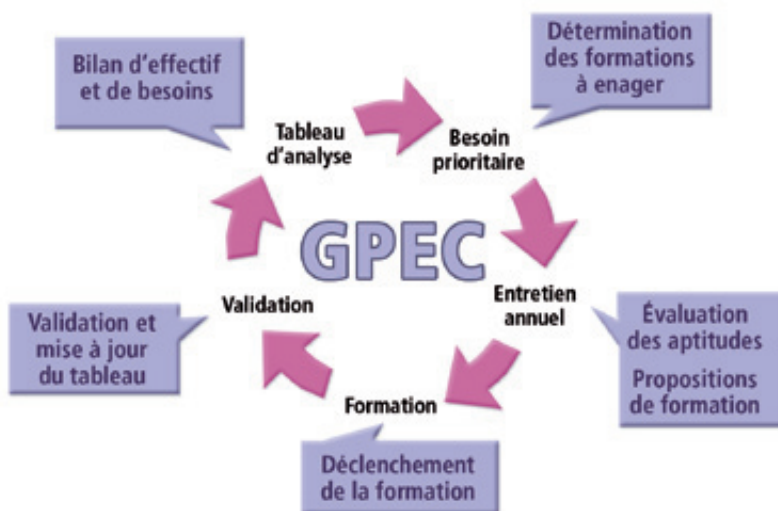 Bilan d'effectif
et de besoins
Détermination
des formations
à enager
Tableau
d'analyse
Besoin
prioritaire
GPEC
Validation et
mise à jour
du tableau
Validation
Entretien
annuel
Évaluation
des aptitudes
Propositions
de formation
Formation
Déclenchement
de la formation